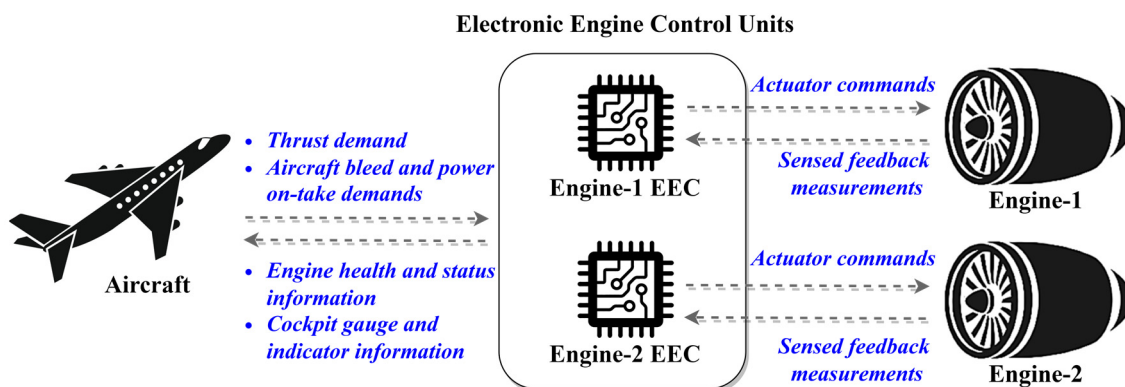 Electronic Engine Control Units
• Thrust demand
• Aircraft bleed and power
on-take demands
Aircraft
• Engine health and status
information
• Cockpit gauge and
indicator information
Engine-1 EEC
Engine-2 EEC
Actuator commands
Sensed feedback
measurements
Engine-1
Actuator commands
Sensed feedback
measurements
Engine-2